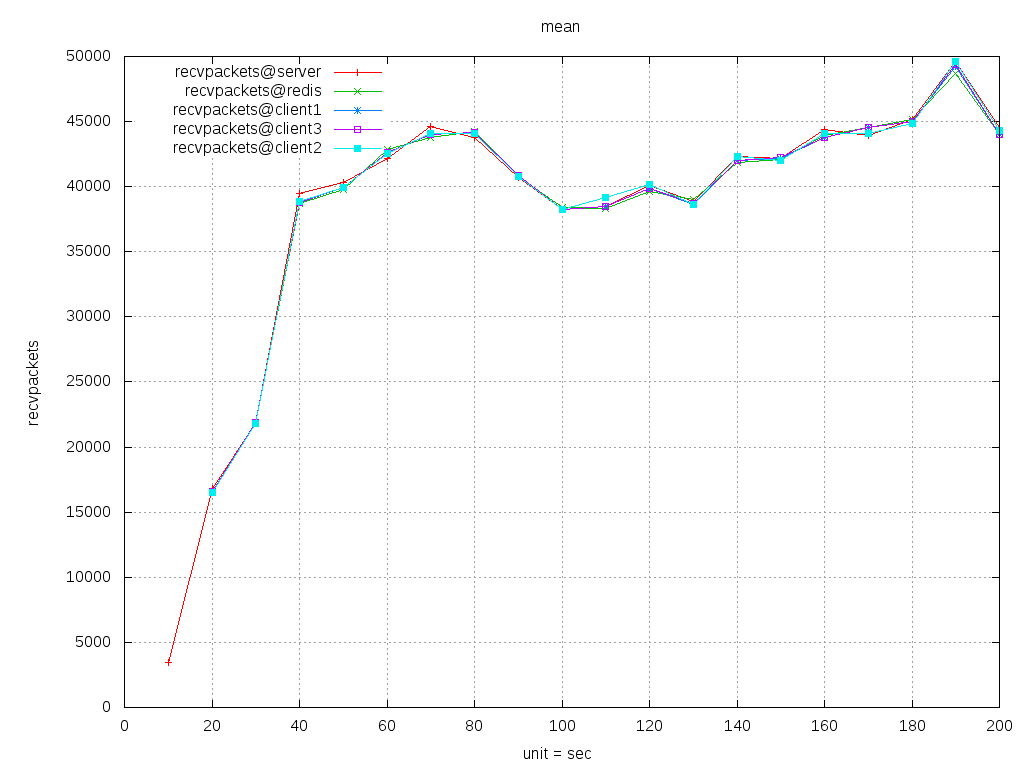 mean
50000
45000
40000
35000
30000
25000
20000
15000
10000
5000
0
recvpackets
recvpackets@server
recvpackets@redis
recvpackets@client1
recvpackets@client3
recvpackets@client2
0 20 40 60 80 100 120 140 160 180 200
unit = sec